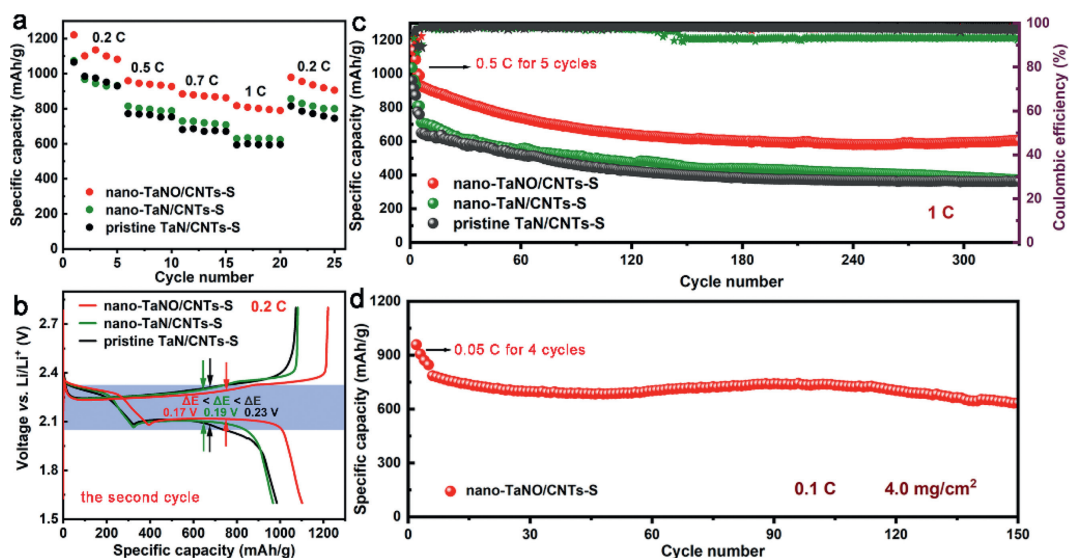 a
Specific capacity (mAh/g)
1200
1000
800
600
400
200
0
0.2 C
0.5 C
0.7 C
1 C
0.2 C
nano-TaNO/CNTs-S
nano-TaN/CNTs-S
pristine TaN/CNTs-S
0 5 10 15 20 25
Cycle number
c
Specific capacity (mAh/g)
1200
1000
800
600
400
200
0
0.5 C for 5 cycles
nano-TaNO/CNTs-S
nano-TaN/CNTs-S
pristine TaN/CNTs-S
1 C
100
80
60
40
20
0
Coulombic efficiency (%)
0 60 120 180 240 300
Cycle number
b
Voltage vs. Li/Li⁺ (V)
2.7
2.4
2.1
1.8
1.5
nano-TaNO/CNTs-S
nano-TaN/CNTs-S
pristine TaN/CNTs-S
0.2 C
ΔE < ΔE < ΔE
0.17 V 0.19 V 0.23 V
the second cycle
0 200 400 600 800 1000 1200
Specific capacity (mAh/g)
d
Specific capacity (mAh/g)
1200
900
600
300
0
0.05 C for 4 cycles
nano-TaNO/CNTs-S
0.1 C 4.0 mg/cm²
0 30 60 90 120 150
Cycle number